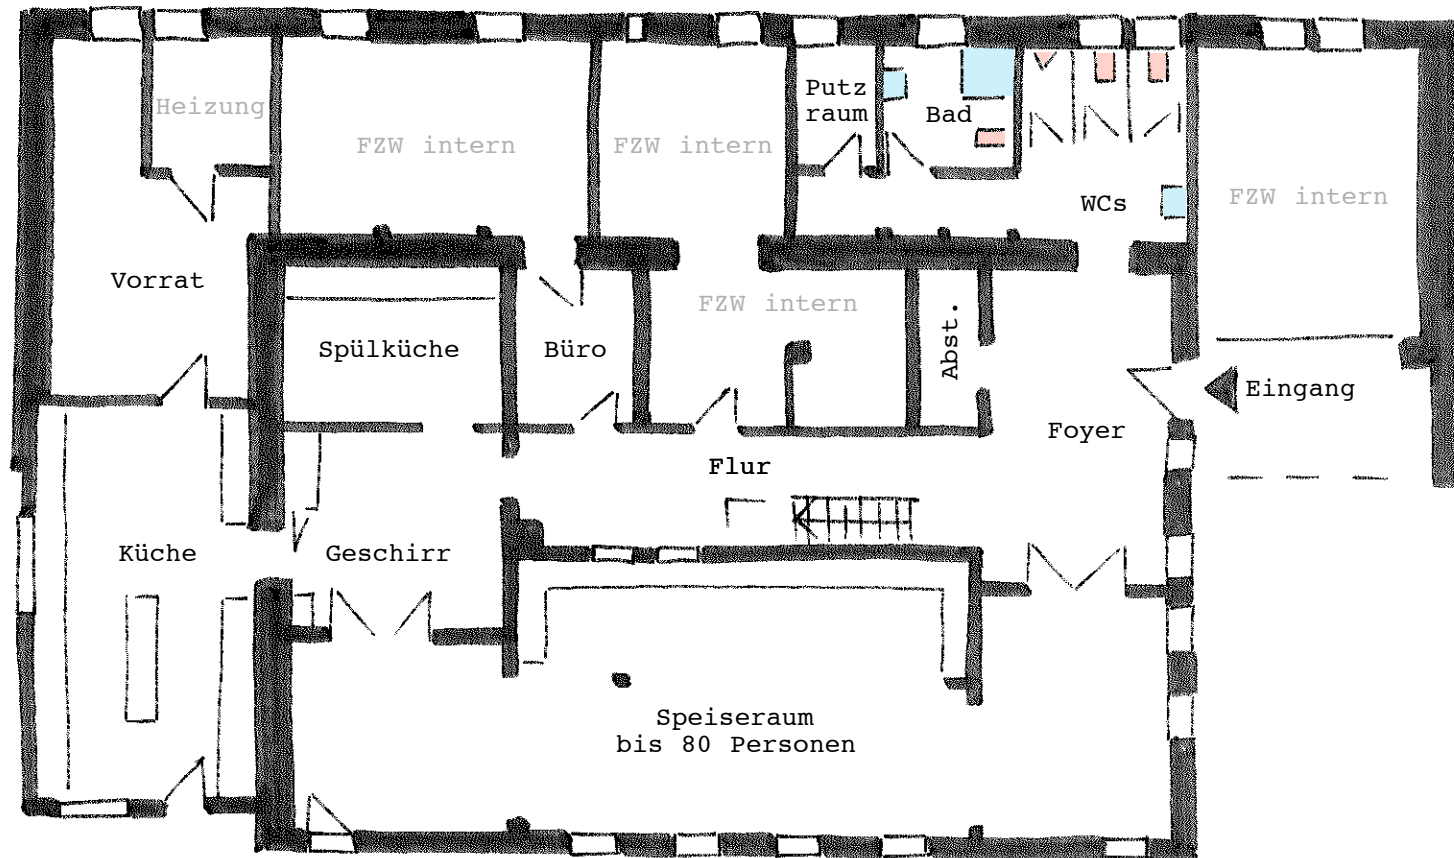 Heizung
FZW intern
FZW intern
Putz
raum
Bad
WCs
FZW intern
Vorrat
Spülküche
Büro
FZW intern
Abst.
Eingang
Foyer
Flur
Küche
Geschirr
Speiseraum
bis 80 Personen